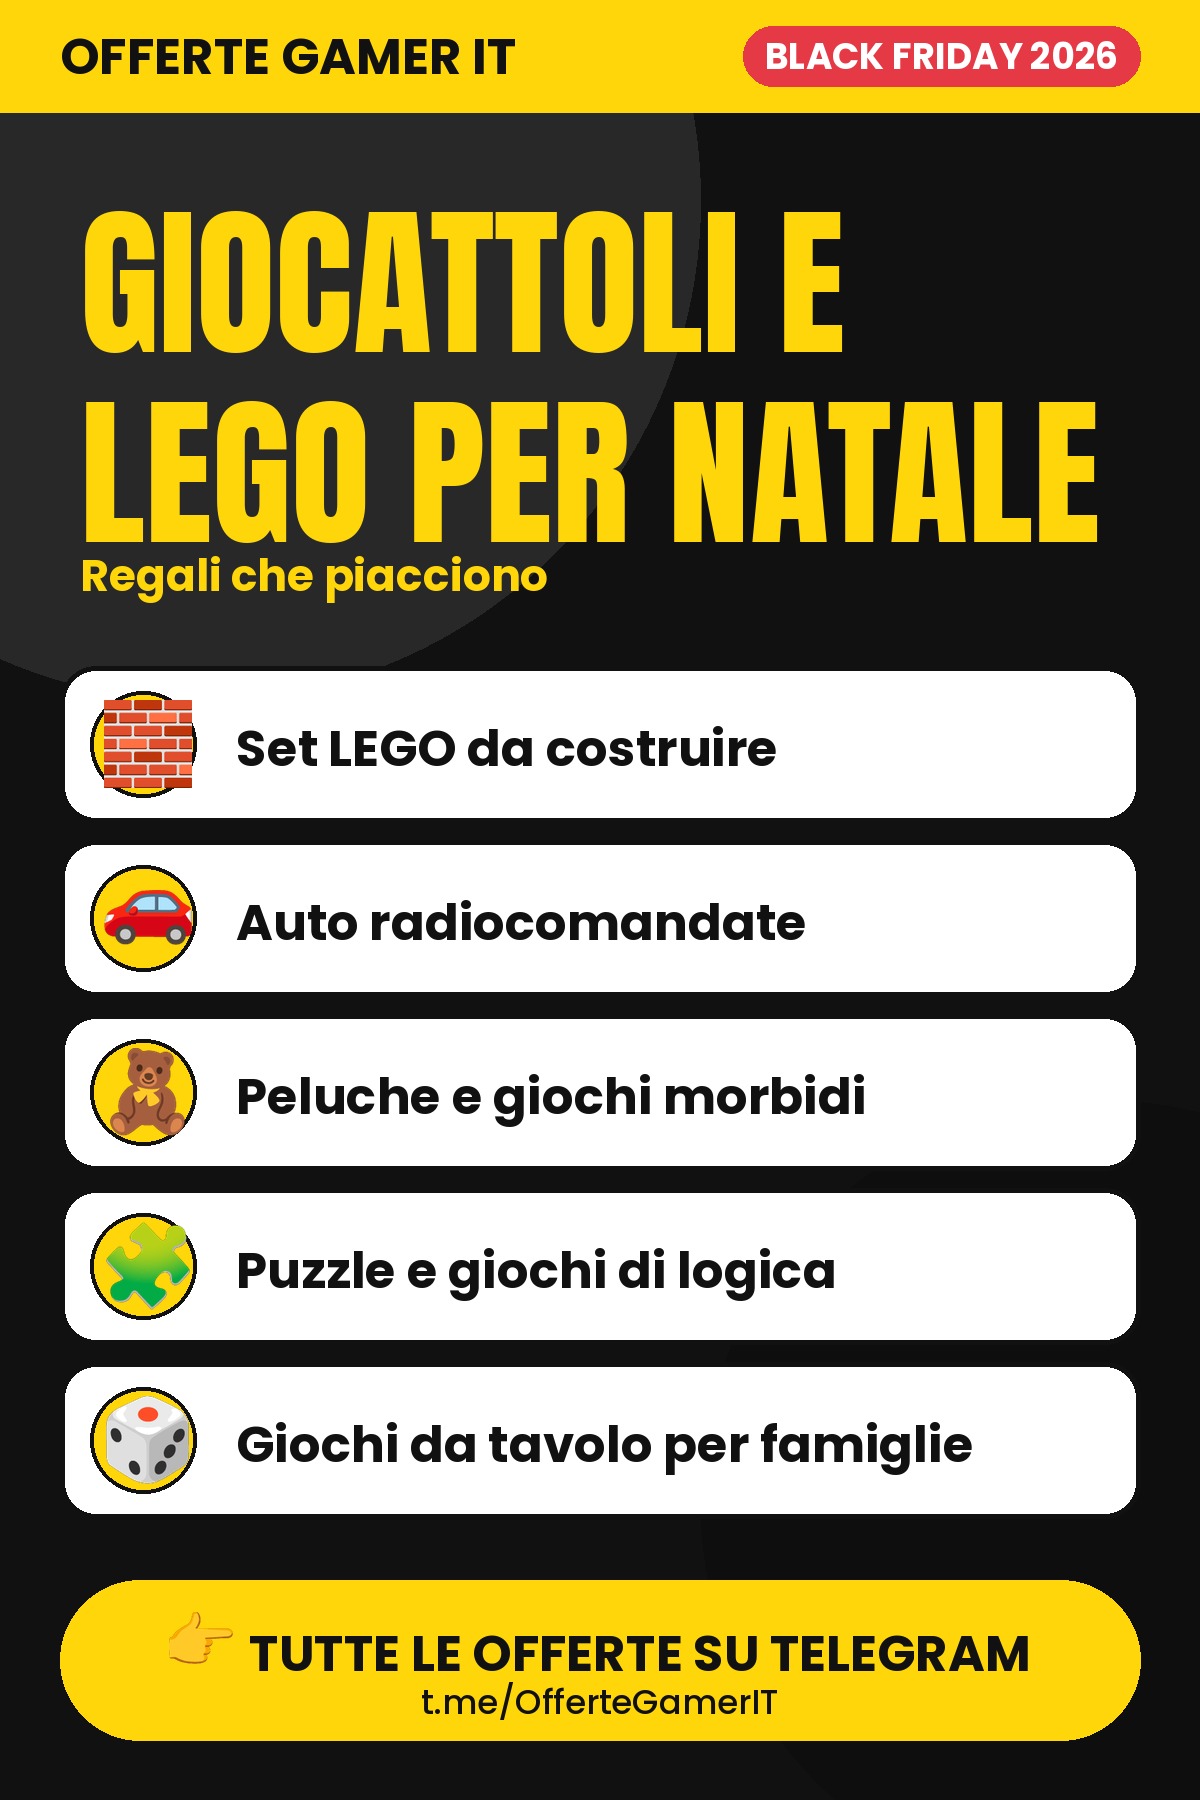 OFFERTE GAMER IT
BLACK FRIDAY 2026
GIOCATTOLI E
LEGO PER NATALE
Regali che piacciono
Set LEGO da costruire
Auto radiocomandate
Peluche e giochi morbidi
Puzzle e giochi di logica
Giochi da tavolo per famiglie
TUTTE LE OFFERTE SU TELEGRAM
t.me/OfferteGamerIT